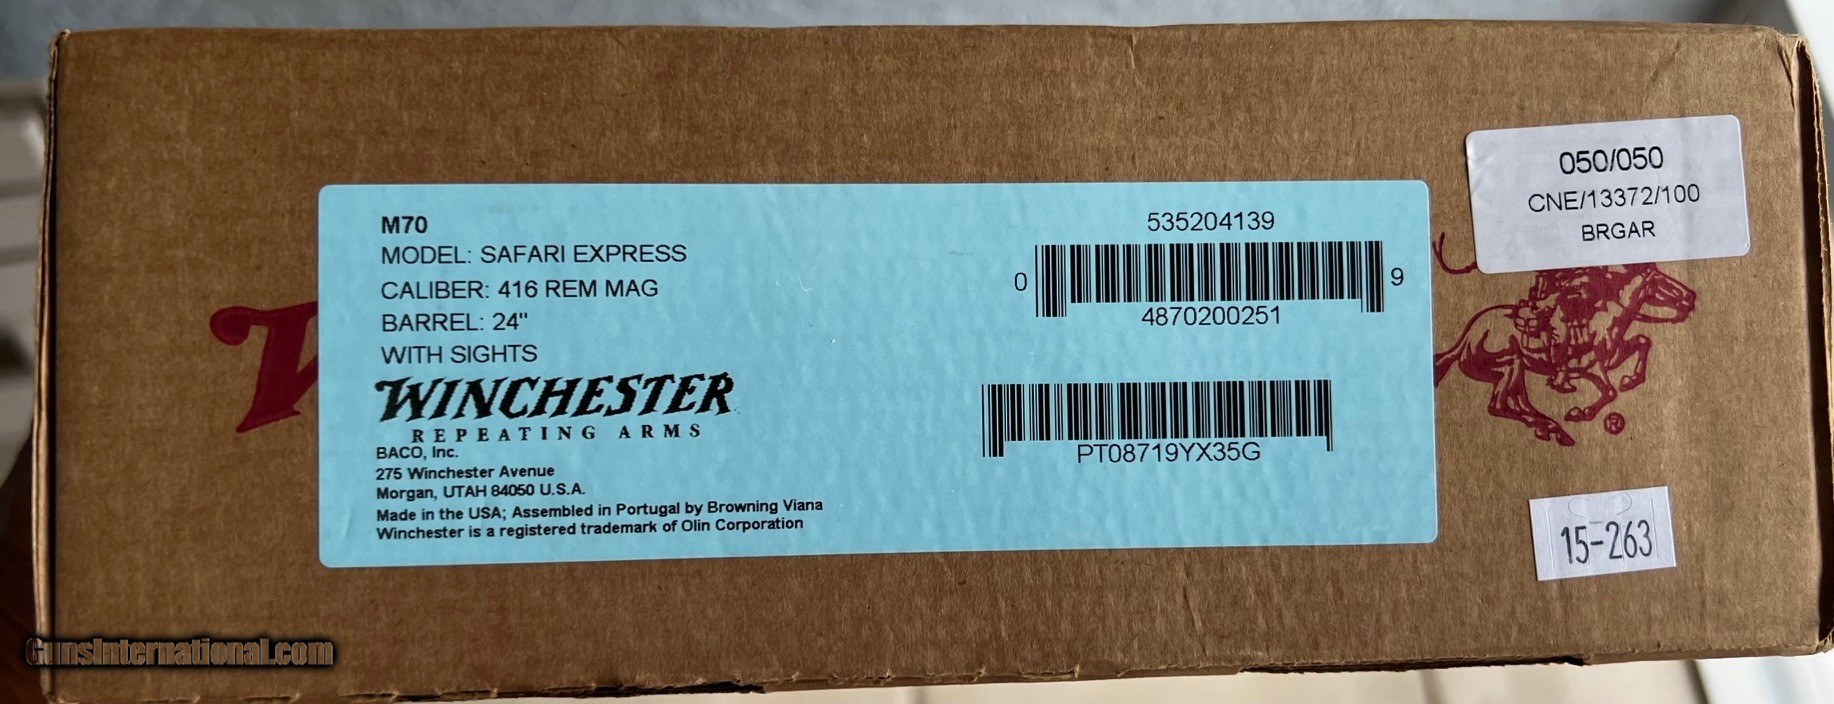 M70
MODEL: SAFARI EXPRESS
CALIBER: 416 REM MAG
BARREL: 24"
WITH SIGHTS
WINCHESTER
REPEATING ARMS
BACO, Inc.
275 Winchester Avenue
Morgan, UTAH 84050 U.S.A.
Made in the USA; Assembled in Portugal by Browning Viana
Winchester is a registered trademark of Olin Corporation
535204139
0 9
4870200251
PT08719YX35G
050/050
CNE/13372/100
BRGAR
®
15-263
GunsInternational.com